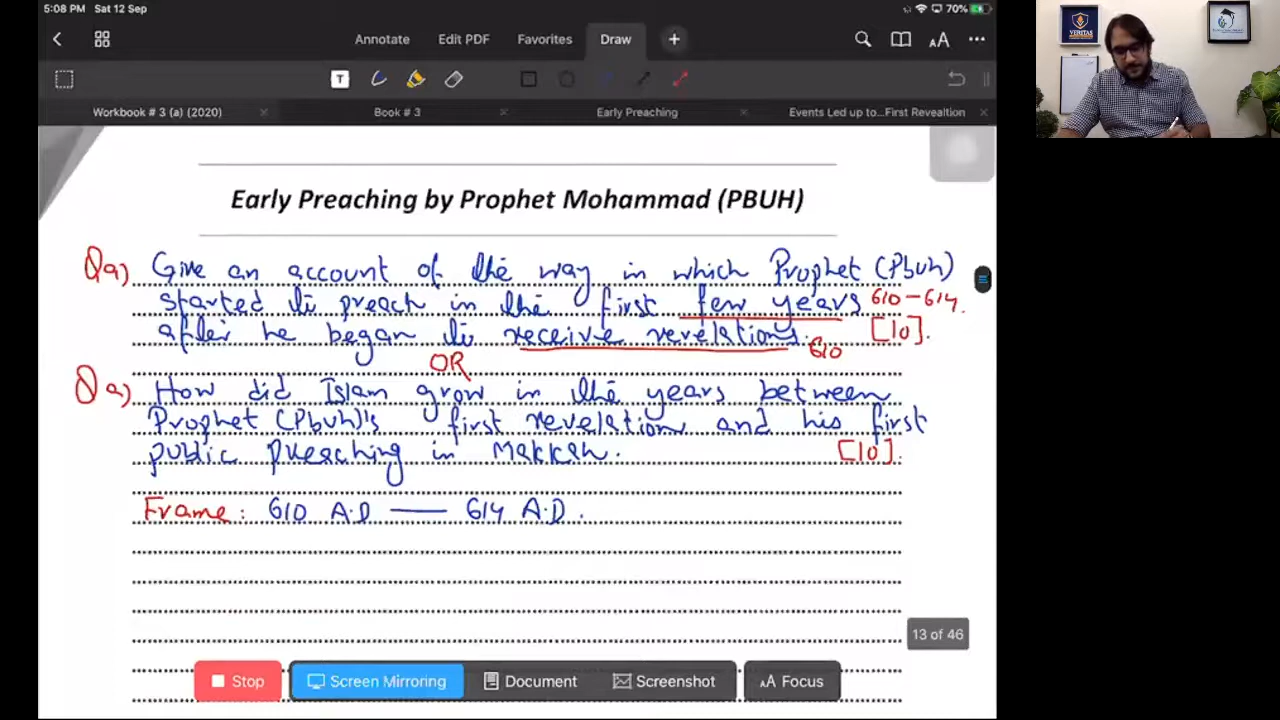 5:08 PM Sat 12 Sep 70%
Annotate Edit PDF Favorites Draw
T
Workbook # 3 (a) (2020) Book # 3 Early Preaching Events Led up to...First Revealtion
VERITAS
Early Preaching by Prophet Mohammad (PBUH)
Qa) Give an account of the way in which Prophet (Pbuh)
started to preach in the first few years 610 - 614.
after he began to receive revelations. 610 [10].
OR
Qa) How did Islam grow in the years between
Prophet (Pbuh)'s first revelation and his first
public preaching in Makkah. [10].
Frame: 610 A.D — 614 A.D.
13 of 46
Stop Screen Mirroring Document Screenshot AA Focus